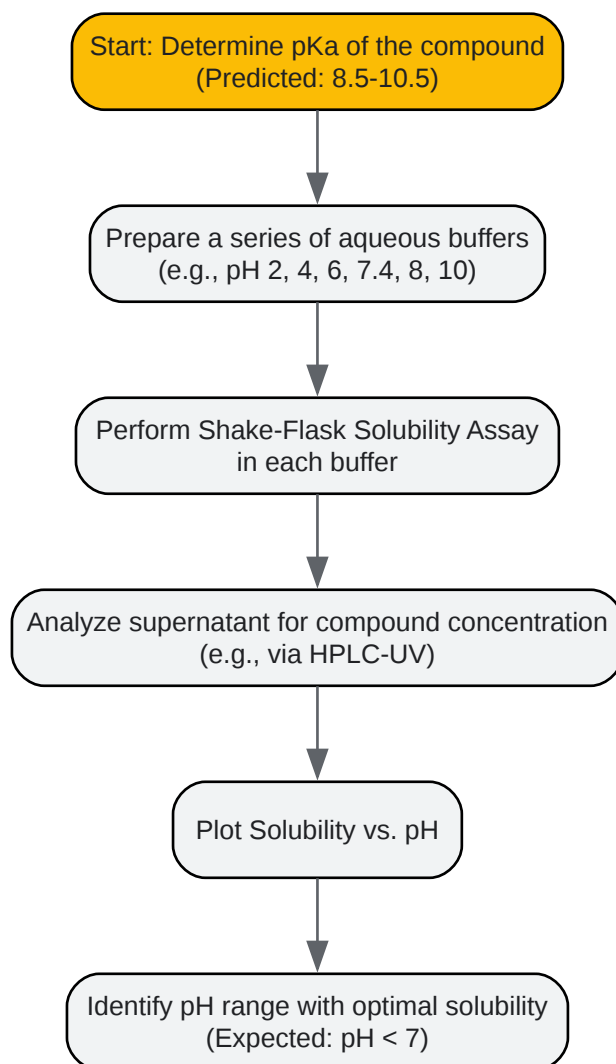 Start: Determine pKa of the compound
(Predicted: 8.5-10.5)
Prepare a series of aqueous buffers
(e.g., pH 2, 4, 6, 7.4, 8, 10)
Perform Shake-Flask Solubility Assay
in each buffer
Analyze supernatant for compound concentration
(e.g., via HPLC-UV)
Plot Solubility vs. pH
Identify pH range with optimal solubility
(Expected: pH < 7)